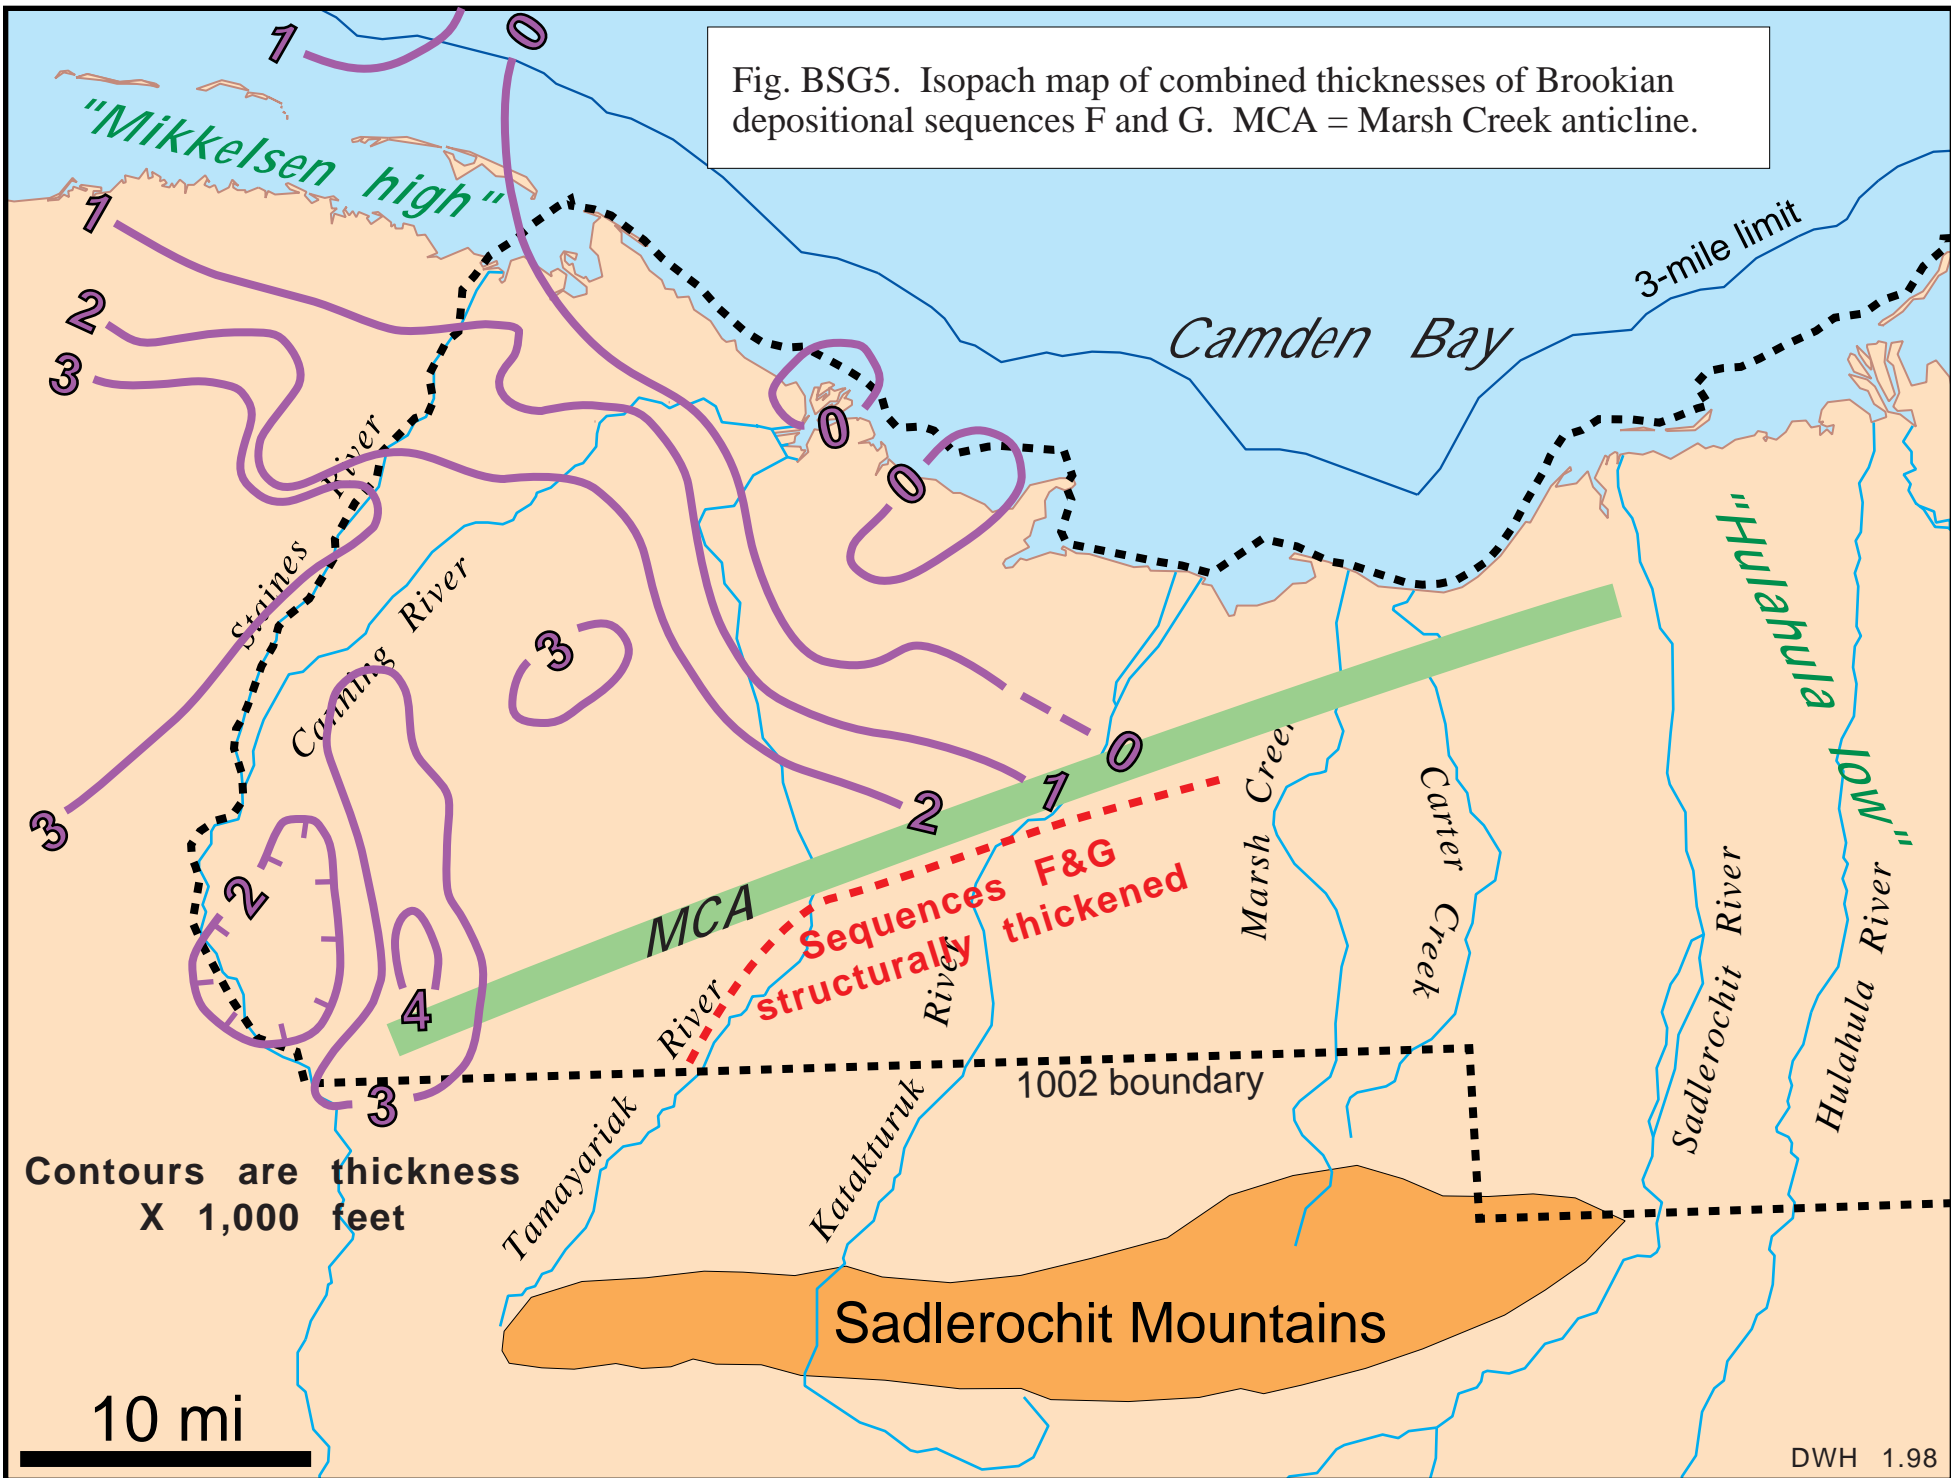 1
0
Fig. BSG5. Isopach map of combined thicknesses of Brookian
depositional sequences F and G. MCA = Marsh Creek anticline.
"Mikkelsen high"
1
2
3
3-mile limit
Camden Bay
0
0
River
Staines
Canning River
3
"Hulahula low"
3
2
4
3
MCA
2
1
0
Sequences F&G
structurally thickened
Marsh Creek
Carter Creek
Sadlerochit River
Hulahula River
Tamayariak River
Katakturuk River
1002 boundary
Contours are thickness
X 1,000 feet
Sadlerochit Mountains
10 mi
DWH 1.98